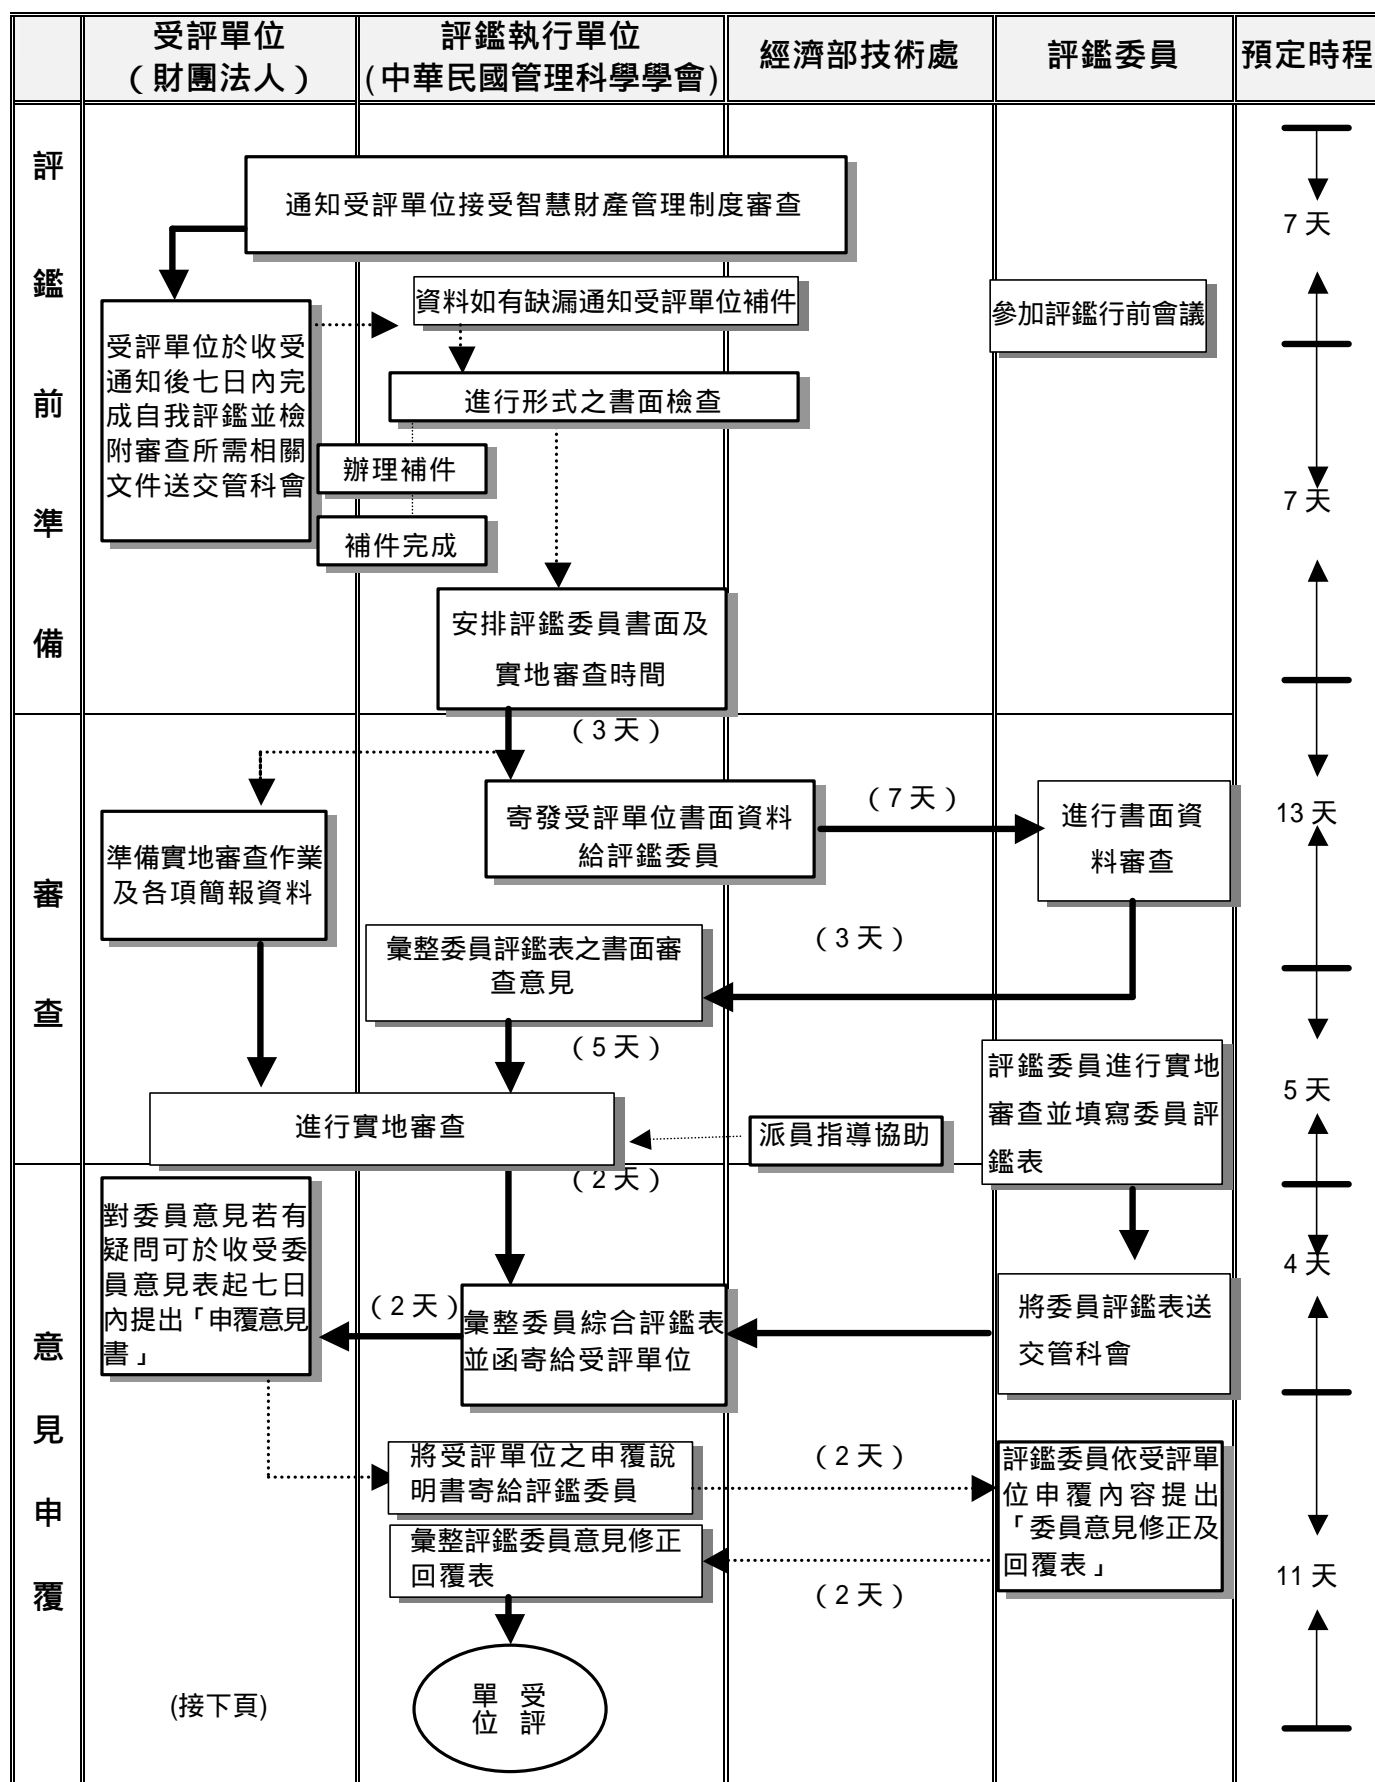 受評單位
（財團法人）
評鑑執行單位
(中華民國管理科學學會)
經濟部技術處
評鑑委員
預定時程
評
鑑
前
準
備
通知受評單位接受智慧財產管理制度審查
7 天
資料如有缺漏通知受評單位補件
參加評鑑行前會議
受評單位於收受
通知後七日內完
成自我評鑑並檢
附審查所需相關
文件送交管科會
進行形式之書面檢查
辦理補件
7 天
補件完成
安排評鑑委員書面及
實地審查時間
審
查
（3 天）
寄發受評單位書面資料
給評鑑委員
（7 天）
進行書面資
料審查
13 天
準備實地審查作業
及各項簡報資料
（3 天）
彙整委員評鑑表之書面審
查意見
（5 天）
評鑑委員進行實地
審查並填寫委員評
鑑表
5 天
進行實地審查
派員指導協助
意
見
申
覆
（2 天）
對委員意見若有
疑問可於收受委
員意見表起七日
內提出「申覆意見
書」
（2 天）
彙整委員綜合評鑑表
並函寄給受評單位
將委員評鑑表送
交管科會
4 天
將受評單位之申覆說
明書寄給評鑑委員
（2 天）
評鑑委員依受評單
位申覆內容提出
「委員意見修正及
回覆表」
彙整評鑑委員意見修正
回覆表
（2 天）
11 天
單 受
位 評
(接下頁)